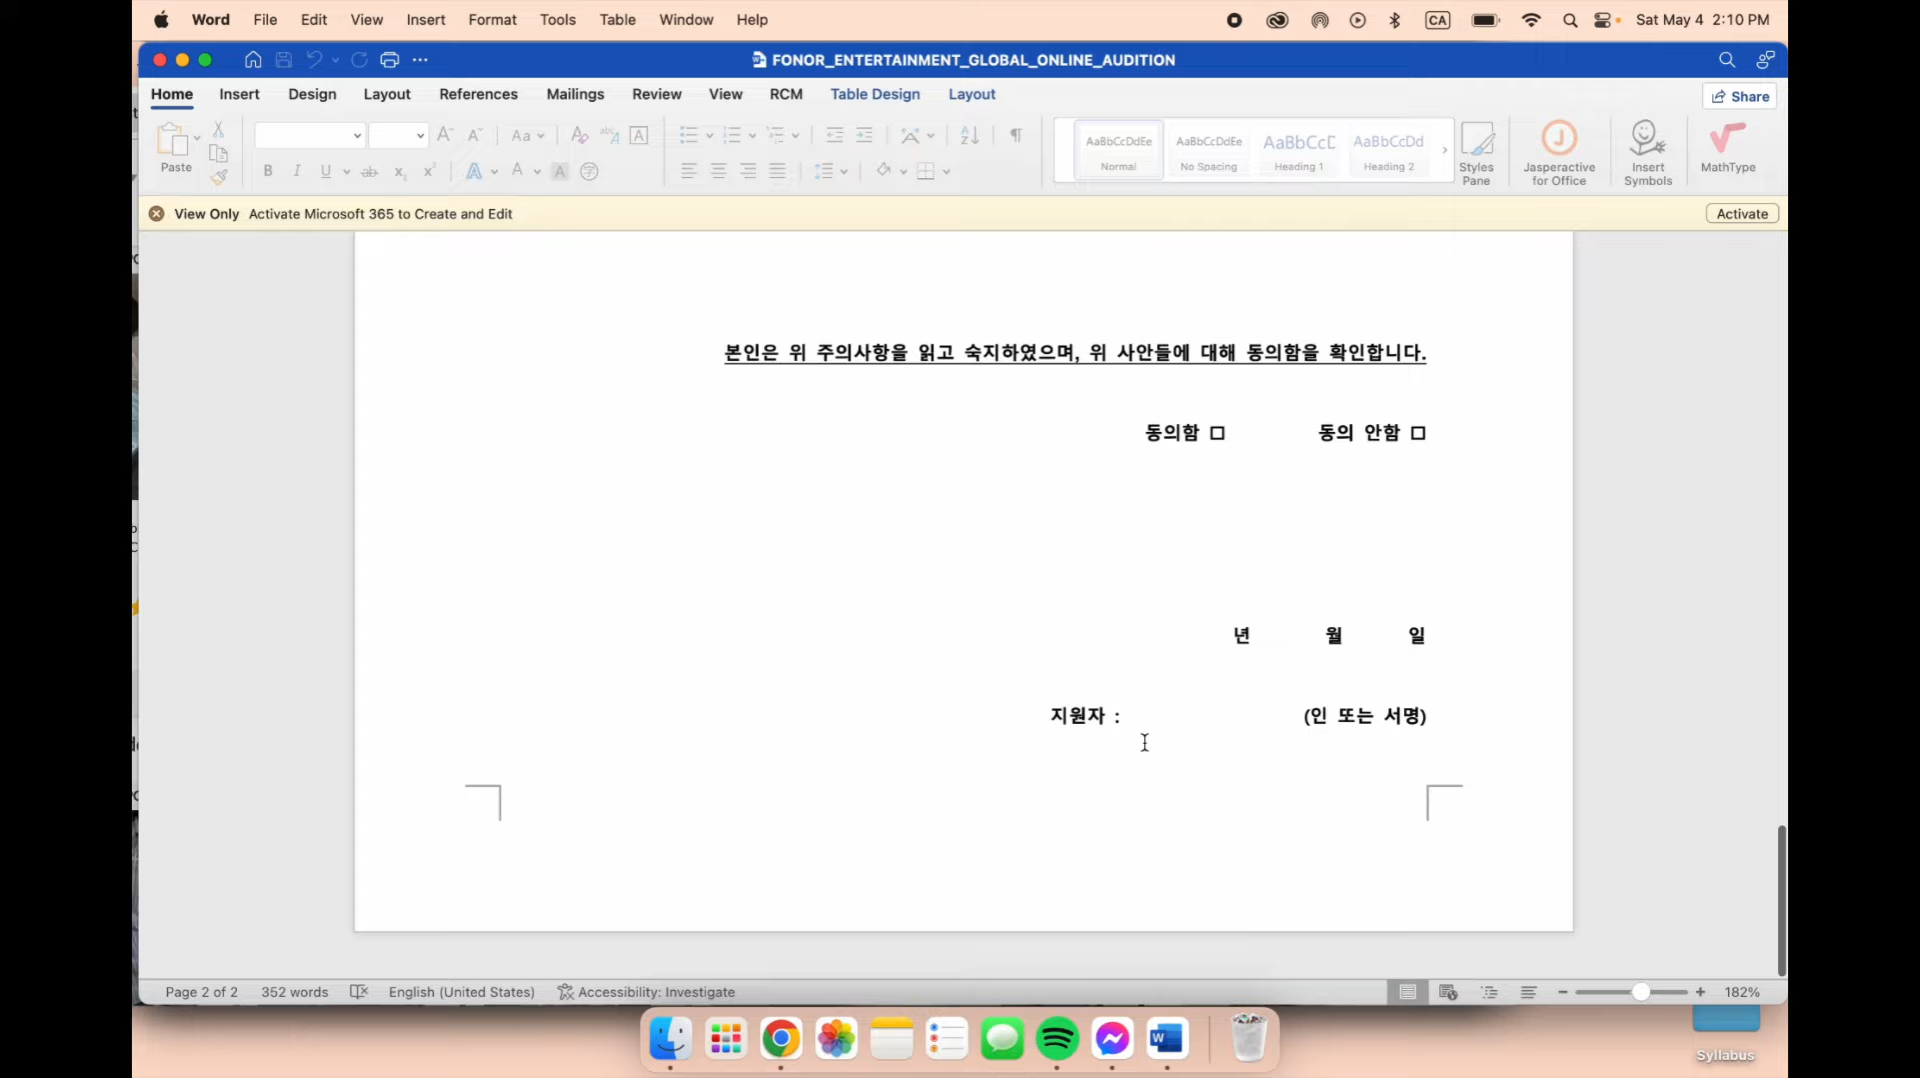 Word File Edit View Insert Format Tools Table Window Help CA Sat May 4 2:10 PM
FONOR_ENTERTAINMENT_GLOBAL_ONLINE_AUDITION
Home Insert Design Layout References Mailings Review View RCM Table Design Layout Share
Paste
AaBbCcDdEe AaBbCcDdEe AaBbCcD AaBbCcDd
Normal No Spacing Heading 1 Heading 2
Styles Pane
Jasperactive for Office
Insert Symbols
MathType
View Only Activate Microsoft 365 to Create and Edit Activate
본인은 위 주의사항을 읽고 숙지하였으며, 위 사안들에 대해 동의함을 확인합니다.
동의함 □ 동의 안함 □
년 월 일
지원자 : (인 또는 서명)
Page 2 of 2 352 words English (United States) Accessibility: Investigate 182%
Syllabus